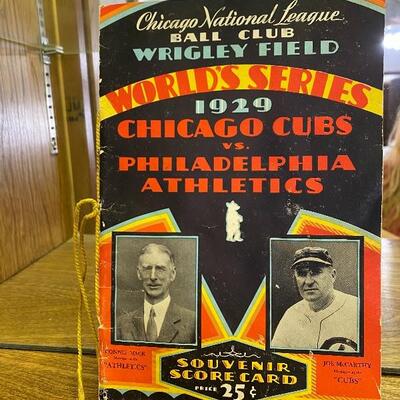 Chicago National League
BALL CLUB
WRIGLEY FIELD
WORLD'S SERIES
1929
CHICAGO CUBS
vs.
PHILADELPHIA
ATHLETICS
CONNIE MACK
"ATHLETICS"
JOE McCARTHY
"CUBS"
SOUVENIR
SCORE CARD
PRICE 25¢